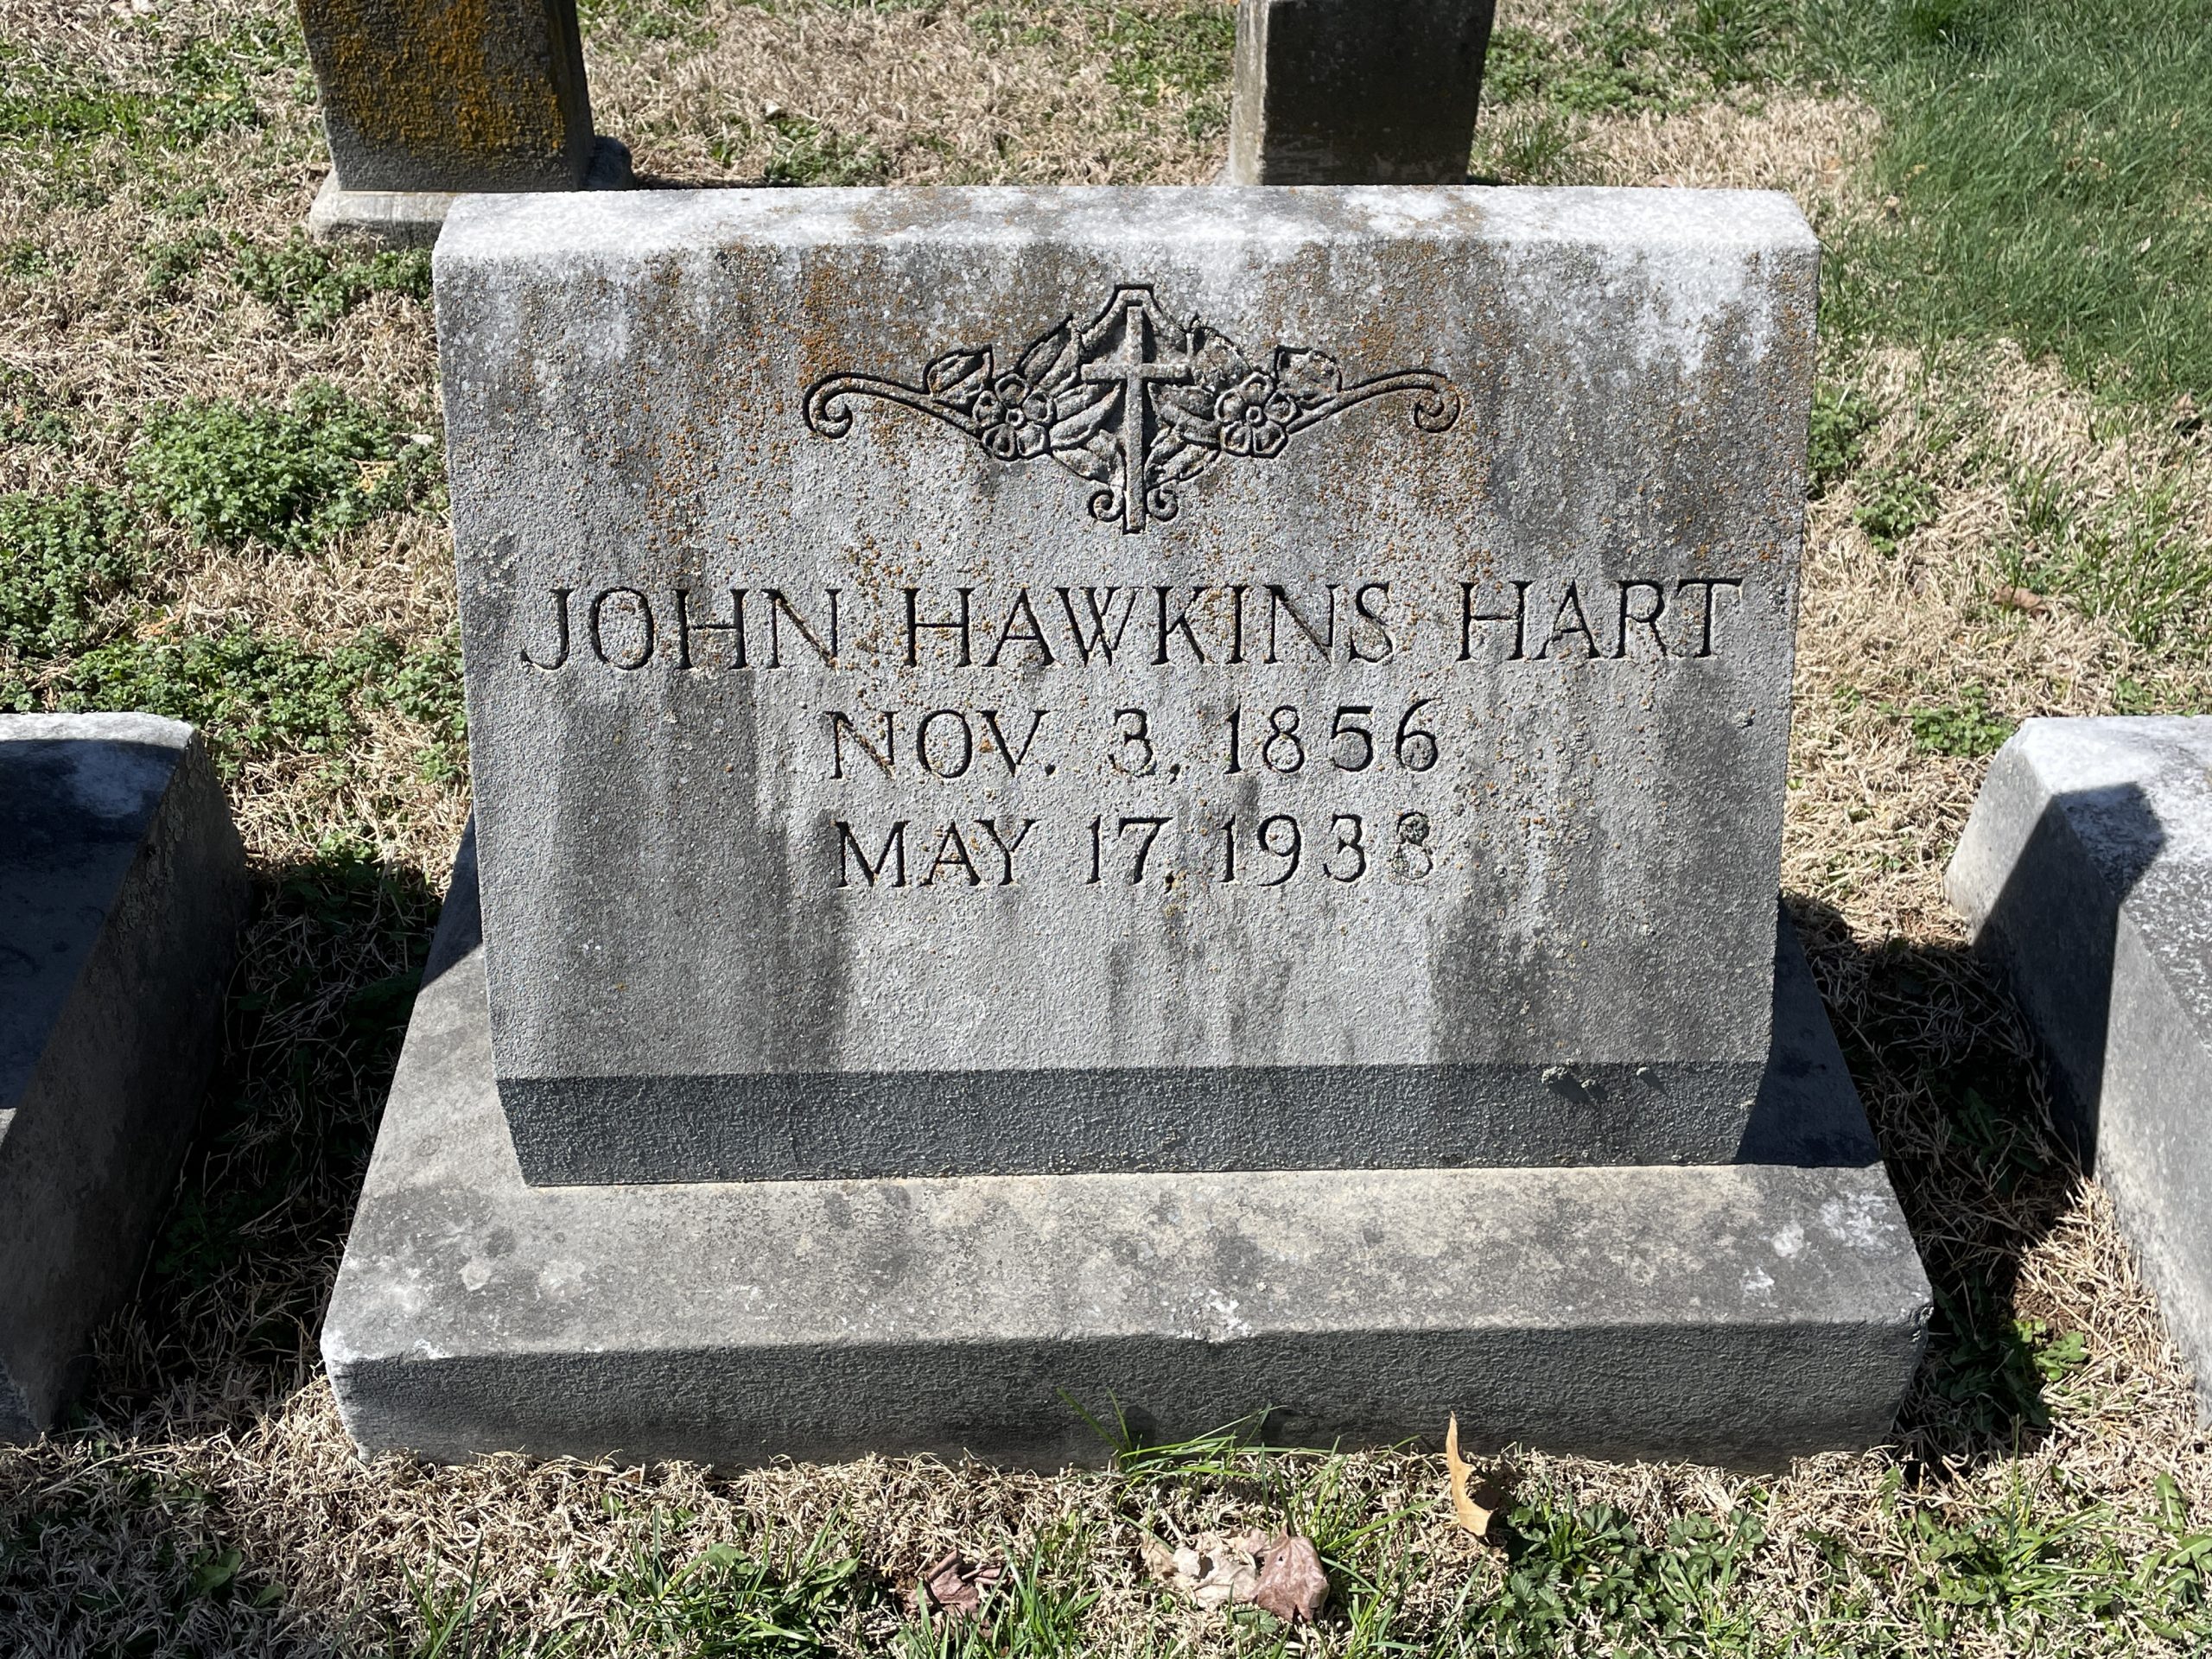 JOHN HAWKINS HART
NOV. 3, 1856
MAY 17, 1938